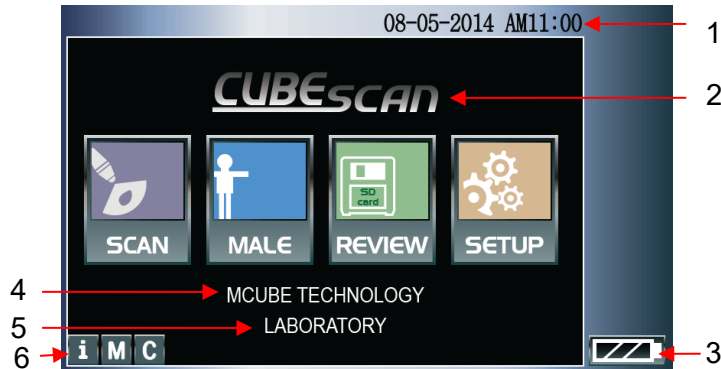 08-05-2014 AM11:00
1
CUBEscan
2
SD
card
SCAN MALE REVIEW SETUP
4
MCUBE TECHNOLOGY
5
LABORATORY
6
i M C
3